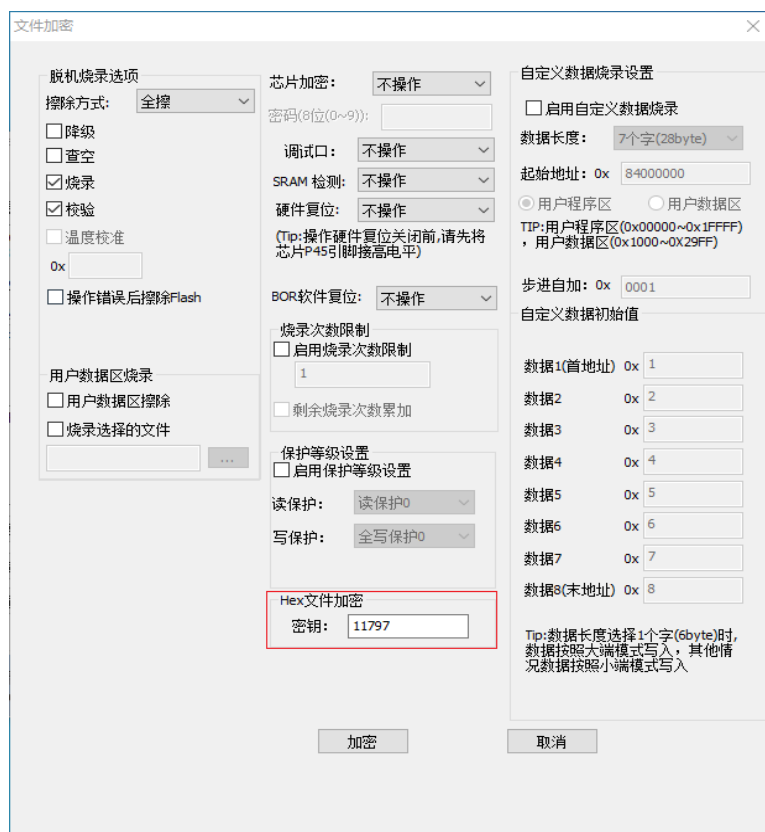 文件加密
脱机烧录选项
擦除方式: 全擦
降级
查空
烧录
校验
温度校准
0x
操作错误后擦除Flash
用户数据区烧录
用户数据区擦除
烧录选择的文件
...
芯片加密: 不操作
密码(8位(0~9)):
调试口: 不操作
SRAM 检测: 不操作
硬件复位: 不操作
(Tip:操作硬件复位关闭前,请先将
芯片P45引脚接高电平)
BOR软件复位: 不操作
烧录次数限制
启用烧录次数限制
1
剩余烧录次数累加
保护等级设置
启用保护等级设置
读保护: 读保护0
写保护: 全写保护0
Hex文件加密
密钥: 11797
自定义数据烧录设置
启用自定义数据烧录
数据长度: 7个字(28byte)
起始地址: 0x 84000000
用户程序区 用户数据区
TIP:用户程序区(0x00000~0x1FFFF)
，用户数据区(0x1000~0X29FF)
步进自加: 0x 0001
自定义数据初始值
数据1(首地址) 0x 1
数据2 0x 2
数据3 0x 3
数据4 0x 4
数据5 0x 5
数据6 0x 6
数据7 0x 7
数据8(末地址) 0x 8
Tip:数据长度选择1个字(6byte)时,
数据按照大端模式写入，其他情
况数据按照小端模式写入
加密 取消